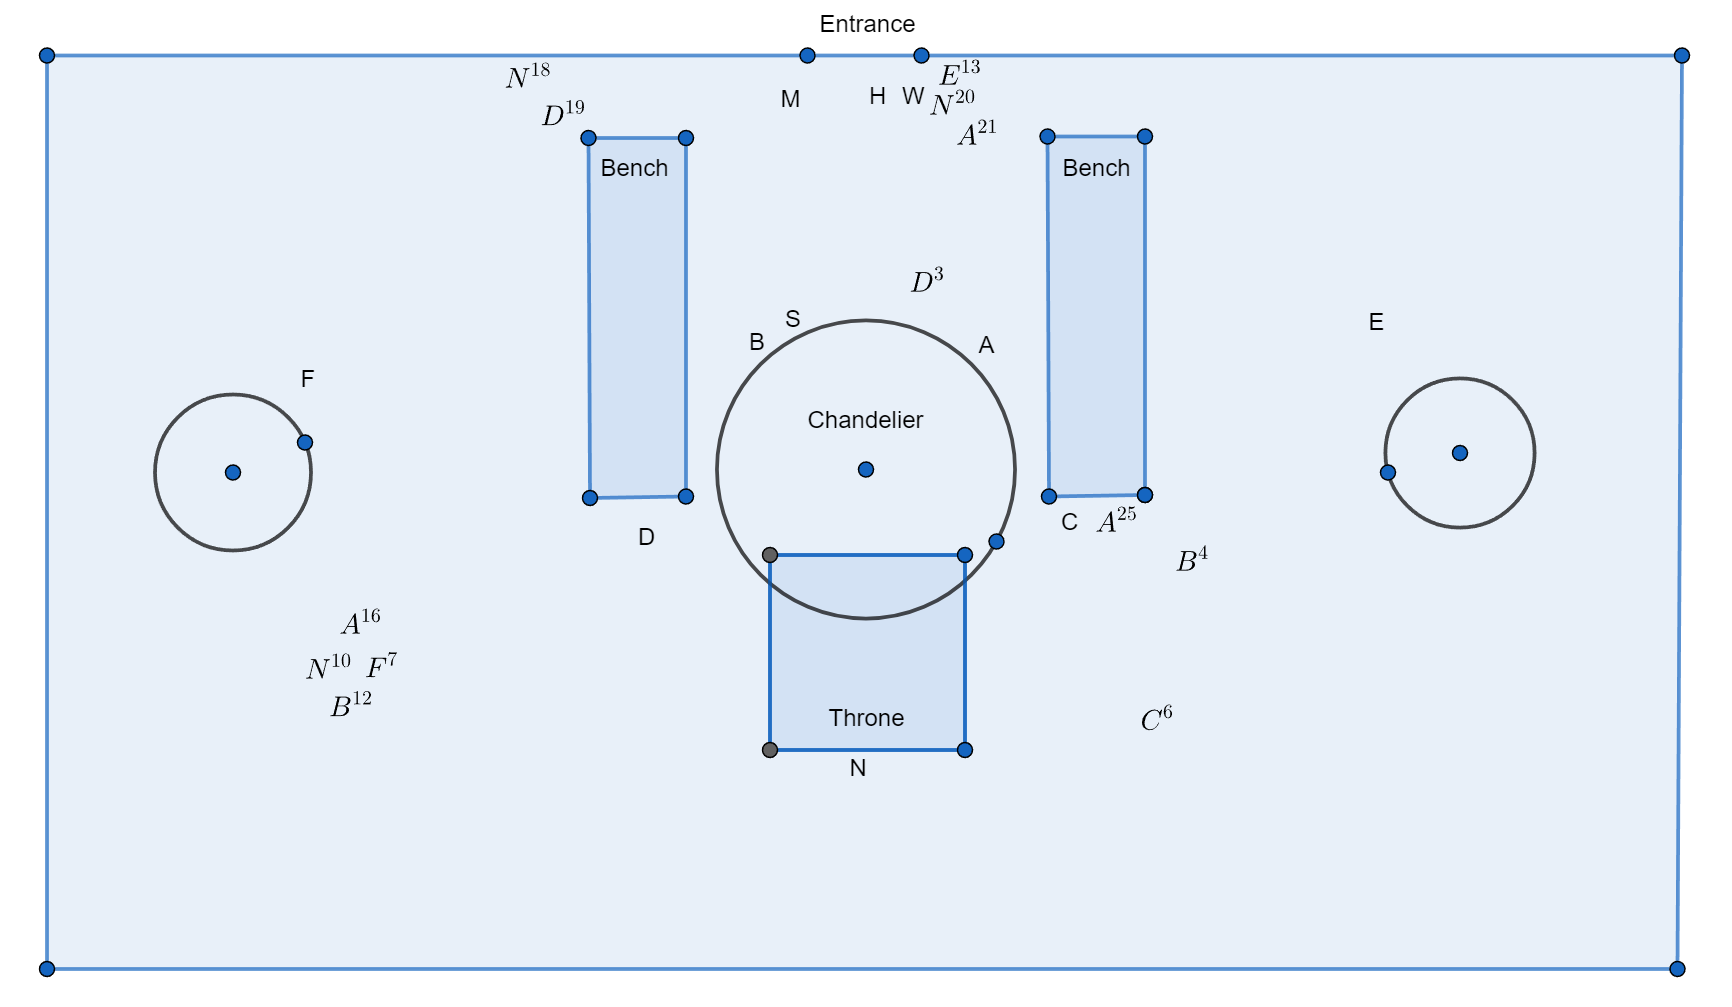 Entrance
N^18
E^13
M
H
W
N^20
D^19
A^21
Bench
Bench
D^3
S
E
B
A
F
Chandelier
C
A^25
D
B^4
A^16
N^10
F^7
B^12
Throne
C^6
N